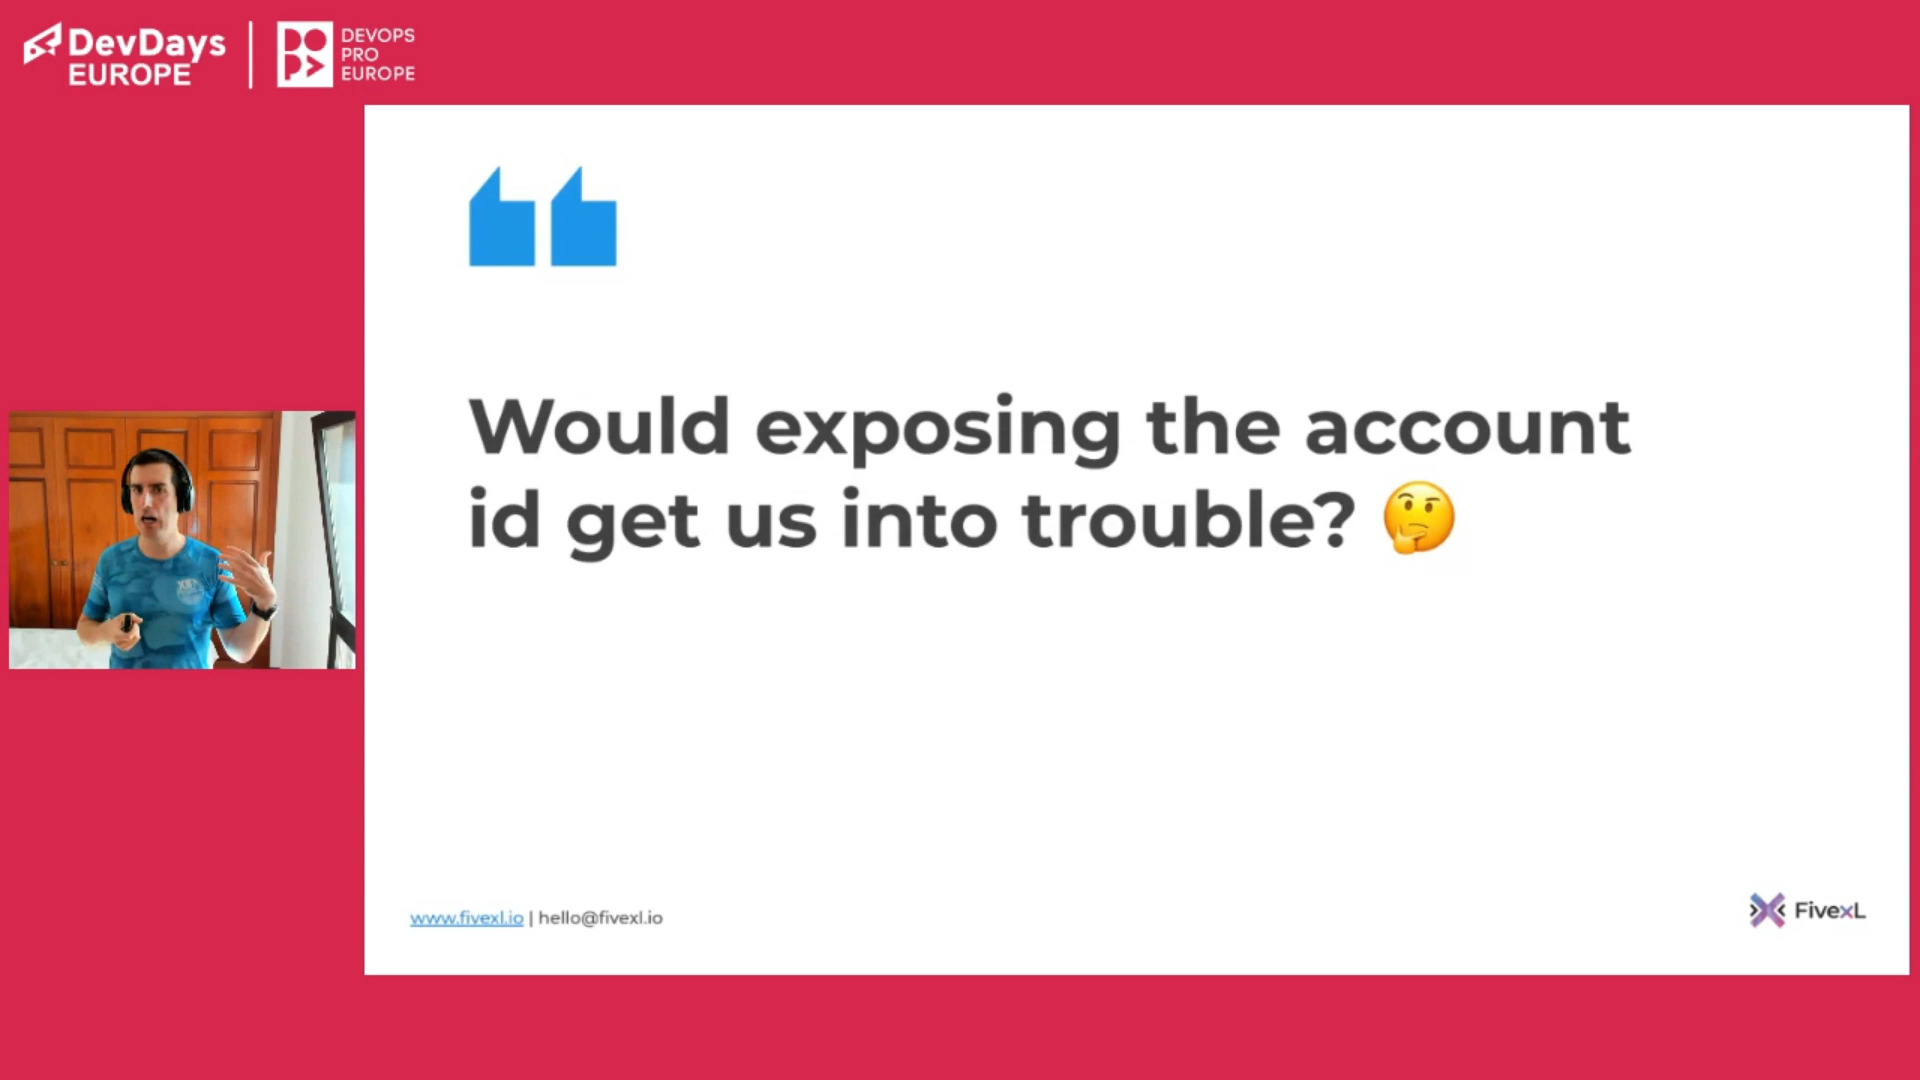 DevDays
EUROPE
DEVOPS
PRO
EUROPE
Would exposing the account
id get us into trouble? 🤔
www.fivexl.io | hello@fivexl.io
FivexL